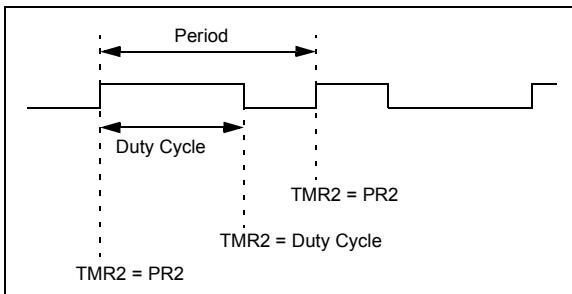 Period
Duty Cycle
TMR2 = PR2
TMR2 = Duty Cycle
TMR2 = PR2